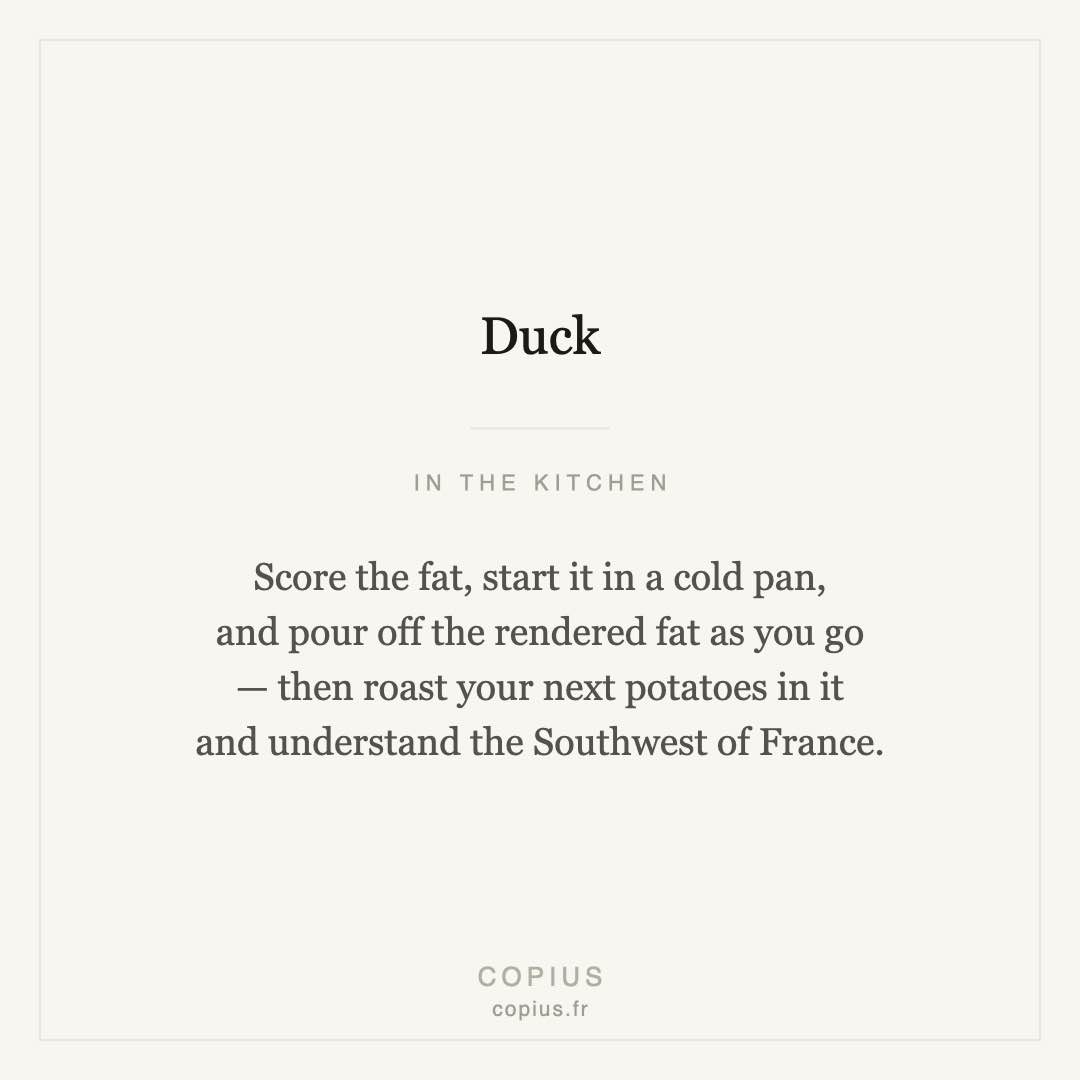 Duck
IN THE KITCHEN
Score the fat, start it in a cold pan,
and pour off the rendered fat as you go
— then roast your next potatoes in it
and understand the Southwest of France.
COPIUS
copius.fr